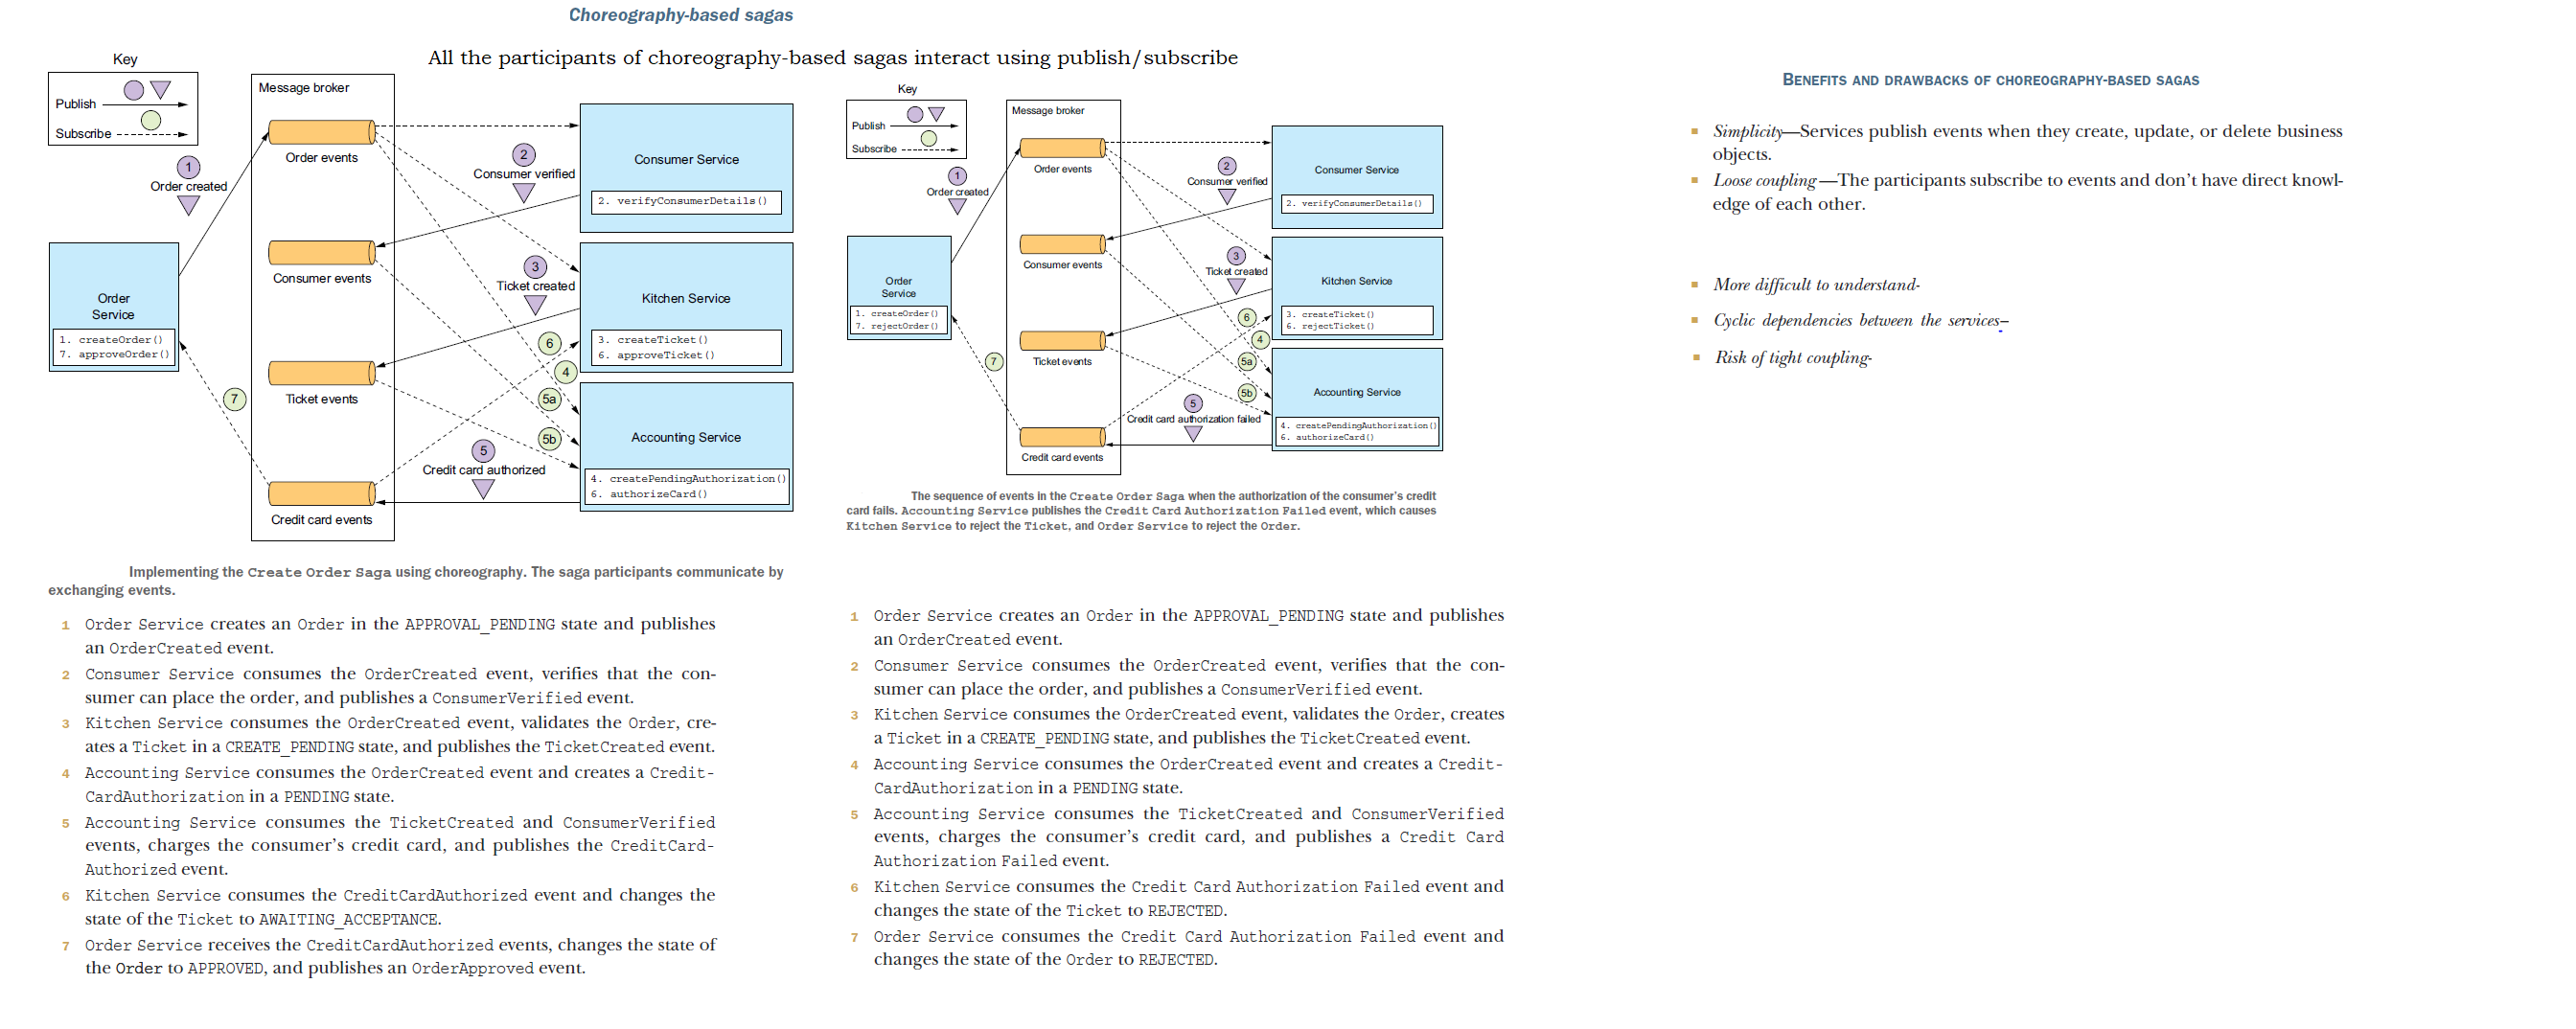 Choreography-based sagas
All the participants of choreography-based sagas interact using publish/subscribe
Key
Publish
Subscribe
Message broker
Order events
Consumer events
Ticket events
Credit card events
1
Order created
2
Consumer verified
3
Ticket created
6
4
5a
5b
5
Credit card authorized
7
Order
Service
1. createOrder()
7. approveOrder()
Consumer Service
2. verifyConsumerDetails()
Kitchen Service
3. createTicket()
6. approveTicket()
Accounting Service
4. createPendingAuthorization()
6. authorizeCard()
Implementing the Create Order Saga using choreography. The saga participants communicate by
exchanging events.
1 Order Service creates an Order in the APPROVAL_PENDING state and publishes
an OrderCreated event.
2 Consumer Service consumes the OrderCreated event, verifies that the con-
sumer can place the order, and publishes a ConsumerVerified event.
3 Kitchen Service consumes the OrderCreated event, validates the Order, cre-
ates a Ticket in a CREATE_PENDING state, and publishes the TicketCreated event.
4 Accounting Service consumes the OrderCreated event and creates a Credit-
CardAuthorization in a PENDING state.
5 Accounting Service consumes the TicketCreated and ConsumerVerified
events, charges the consumer's credit card, and publishes the CreditCard-
Authorized event.
6 Kitchen Service consumes the CreditCardAuthorized event and changes the
state of the Ticket to AWAITING_ACCEPTANCE.
7 Order Service receives the CreditCardAuthorized events, changes the state of
the Order to APPROVED, and publishes an OrderApproved event.
Key
Publish
Subscribe
Message broker
Order events
Consumer events
Ticket events
Credit card events
1
Order created
2
Consumer verified
3
Ticket created
6
4
5a
5b
5
Credit card authorization failed
7
Order
Service
1. createOrder()
7. rejectOrder()
Consumer Service
2. verifyConsumerDetails()
Kitchen Service
3. createTicket()
6. rejectTicket()
Accounting Service
4. createPendingAuthorization()
6. authorizeCard()
The sequence of events in the Create Order Saga when the authorization of the consumer's credit
card fails. Accounting Service publishes the Credit Card Authorization Failed event, which causes
Kitchen Service to reject the Ticket, and Order Service to reject the Order.
1 Order Service creates an Order in the APPROVAL_PENDING state and publishes
an OrderCreated event.
2 Consumer Service consumes the OrderCreated event, verifies that the con-
sumer can place the order, and publishes a ConsumerVerified event.
3 Kitchen Service consumes the OrderCreated event, validates the Order, creates
a Ticket in a CREATE_PENDING state, and publishes the TicketCreated event.
4 Accounting Service consumes the OrderCreated event and creates a Credit-
CardAuthorization in a PENDING state.
5 Accounting Service consumes the TicketCreated and ConsumerVerified
events, charges the consumer's credit card, and publishes a Credit Card
Authorization Failed event.
6 Kitchen Service consumes the Credit Card Authorization Failed event and
changes the state of the Ticket to REJECTED.
7 Order Service consumes the Credit Card Authorization Failed event and
changes the state of the Order to REJECTED.
BENEFITS AND DRAWBACKS OF CHOREOGRAPHY-BASED SAGAS
Simplicity—Services publish events when they create, update, or delete business
objects.
Loose coupling—The participants subscribe to events and don't have direct knowl-
edge of each other.
More difficult to understand-
Cyclic dependencies between the services–
Risk of tight coupling-